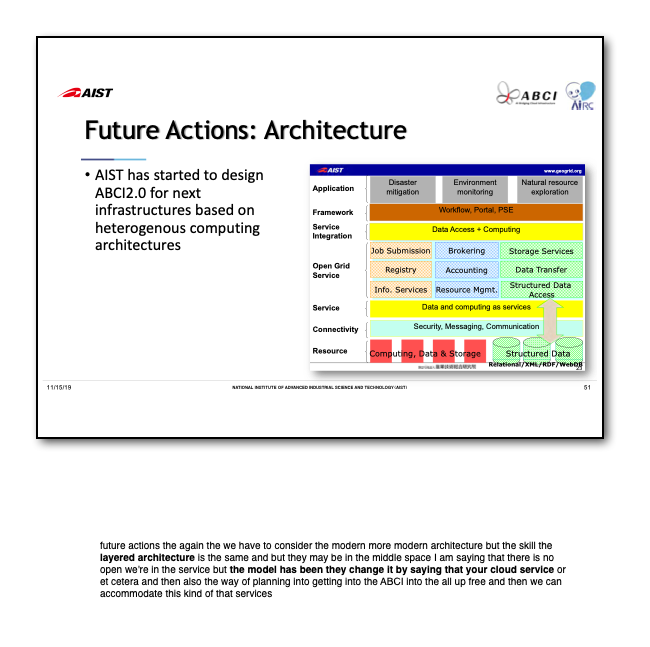 AIST
ABCI
AIRC
Future Actions: Architecture
• AIST has started to design
ABCI2.0 for next
infrastructures based on
heterogenous computing
architectures
AIST
www.geogrid.org
Application
Disaster
mitigation
Environment
monitoring
Natural resource
exploration
Framework
Workflow, Portal, PSE
Service
Integration
Data Access + Computing
Open Grid
Service
Job Submission
Brokering
Storage Services
Registry
Accounting
Data Transfer
Info. Services
Resource Mgmt.
Structured Data
Access
Service
Data and computing as services
Connectivity
Security, Messaging, Communication
Resource
Computing, Data & Storage
Structured Data
Relational/XML/RDF/WebDB
11/15/19
NATIONAL INSTITUTE OF ADVANCED INDUSTRIAL SCIENCE AND TECHNOLOGY (AIST)
51
future actions the again the we have to consider the modern more modern architecture but the skill the
layered architecture is the same and but they may be in the middle space I am saying that there is no
open we're in the service but the model has been they change it by saying that your cloud service or
et cetera and then also the way of planning into getting into the ABCI into the all up free and then we can
accommodate this kind of that services